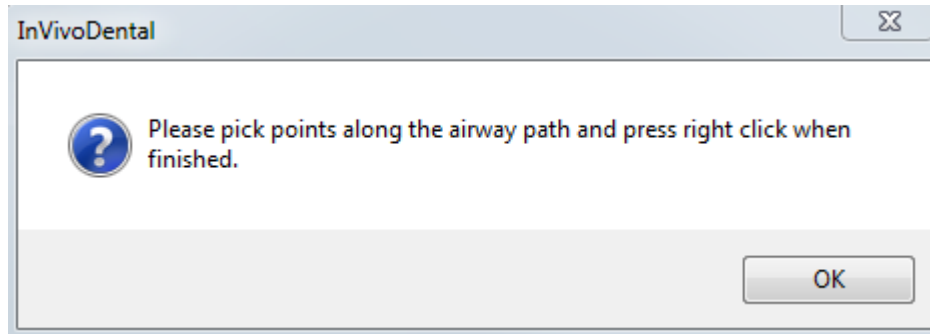 InVivoDental
Please pick points along the airway path and press right click when
finished.
OK